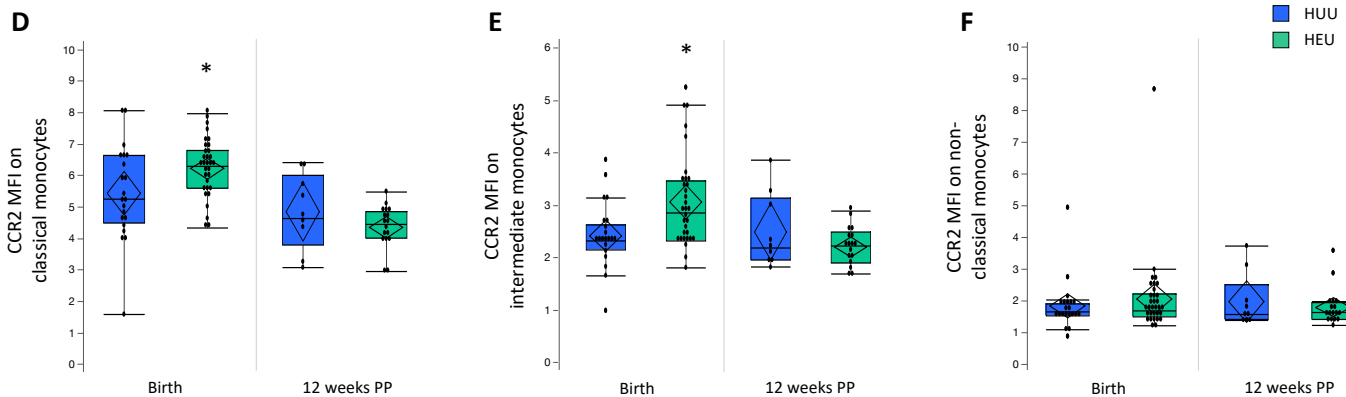 D
*
CCR2 MFI on
classical monocytes
10
9
8
7
6
5
4
3
2
1
0
Birth
12 weeks PP
E
*
CCR2 MFI on
intermediate monocytes
6
5
4
3
2
1
0
Birth
12 weeks PP
F
HUU
HEU
CCR2 MFI on non-
classical monocytes
10
9
8
7
6
5
4
3
2
1
0
Birth
12 weeks PP